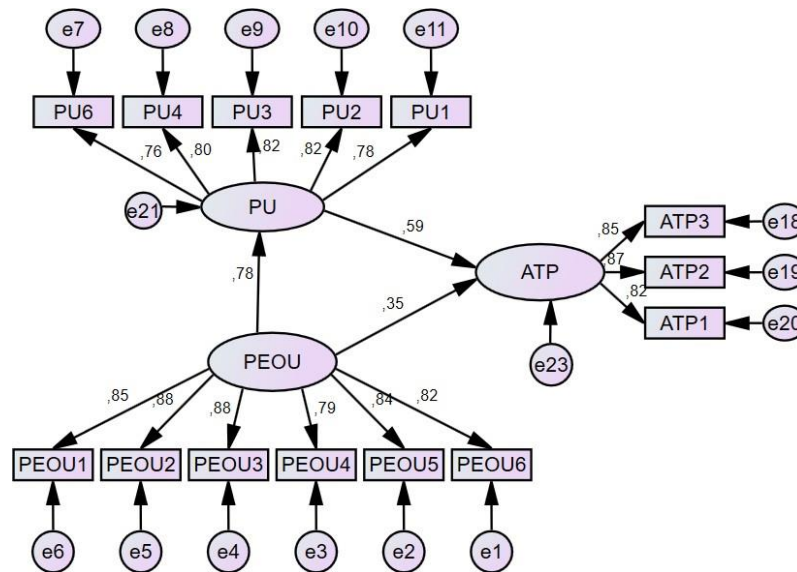 e7 e8 e9 e10 e11
PU6 PU4 PU3 PU2 PU1
,76 ,80 ,82 ,82 ,78
e21 PU
,59
ATP3 e18
,85
ATP ,87 ATP2 e19
,82
ATP1 e20
,78
,35
PEOU
e23
,85 ,88 ,88 ,79 ,84 ,82
PEOU1 PEOU2 PEOU3 PEOU4 PEOU5 PEOU6
e6 e5 e4 e3 e2 e1